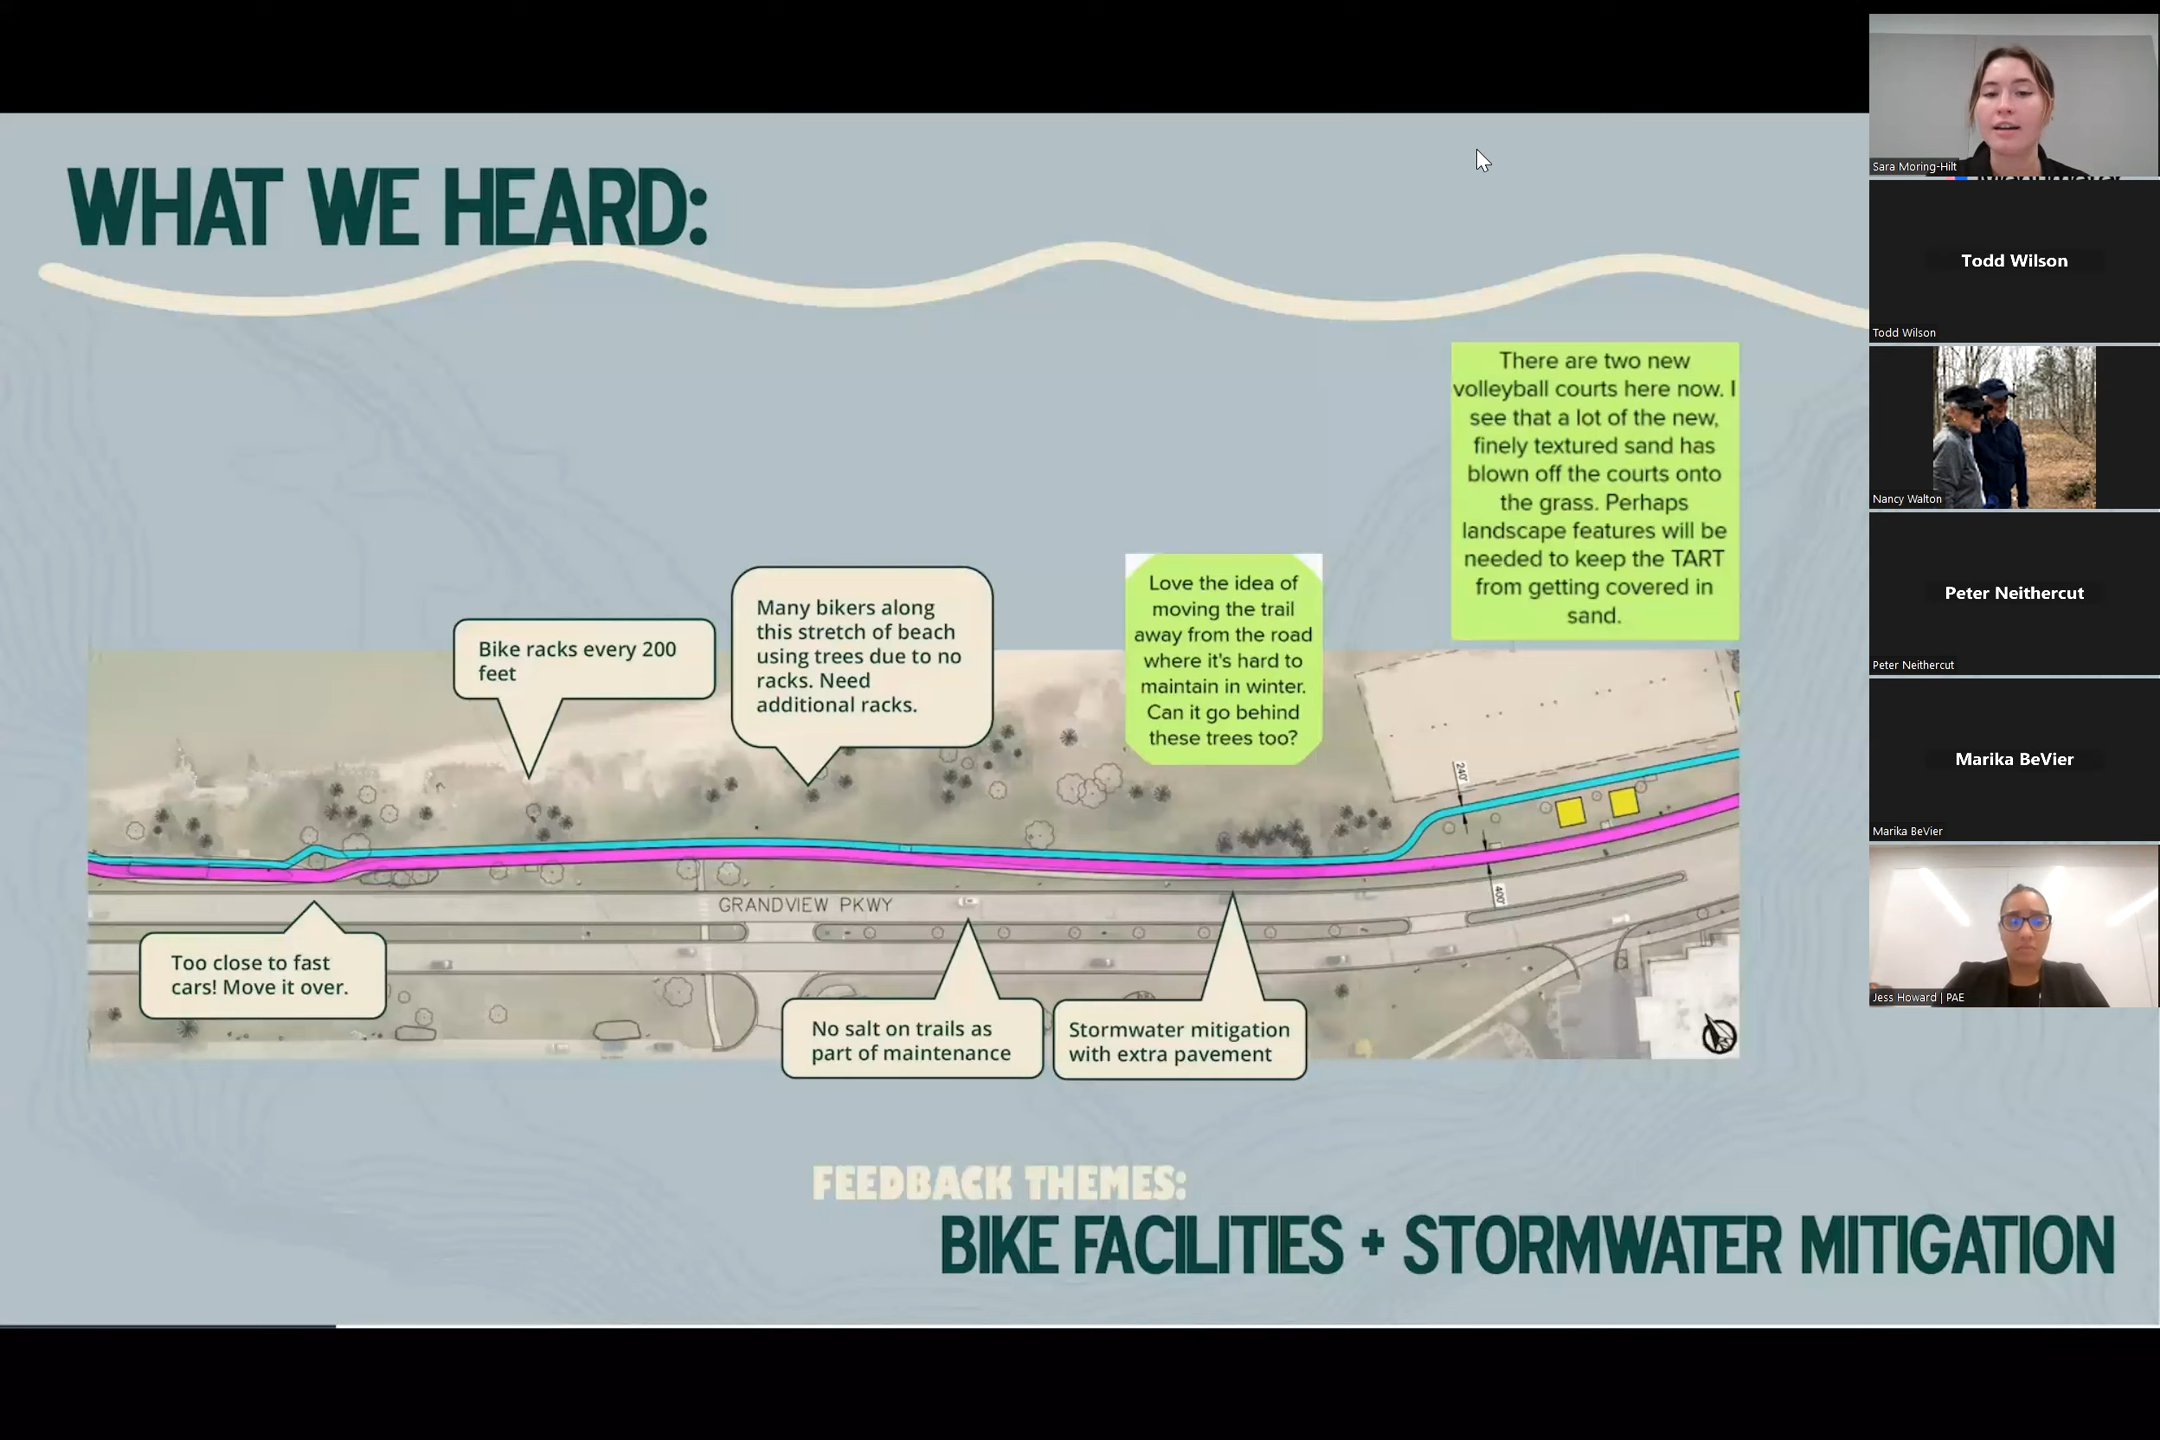 WHAT WE HEARD:
There are two new
volleyball courts here now. I
see that a lot of the new,
finely textured sand has
blown off the courts onto
the grass. Perhaps
landscape features will be
needed to keep the TART
from getting covered in
sand.
Bike racks every 200
feet
Many bikers along
this stretch of beach
using trees due to no
racks. Need
additional racks.
Love the idea of
moving the trail
away from the road
where it's hard to
maintain in winter.
Can it go behind
these trees too?
240'
400'
GRANDVIEW PKWY
Too close to fast
cars! Move it over.
No salt on trails as
part of maintenance
Stormwater mitigation
with extra pavement
FEEDBACK THEMES:
BIKE FACILITIES + STORMWATER MITIGATION
Sara Moring-Hilt
Todd Wilson
Todd Wilson
Nancy Walton
Peter Neithercut
Peter Neithercut
Marika BeVier
Marika BeVier
Jess Howard | PAE